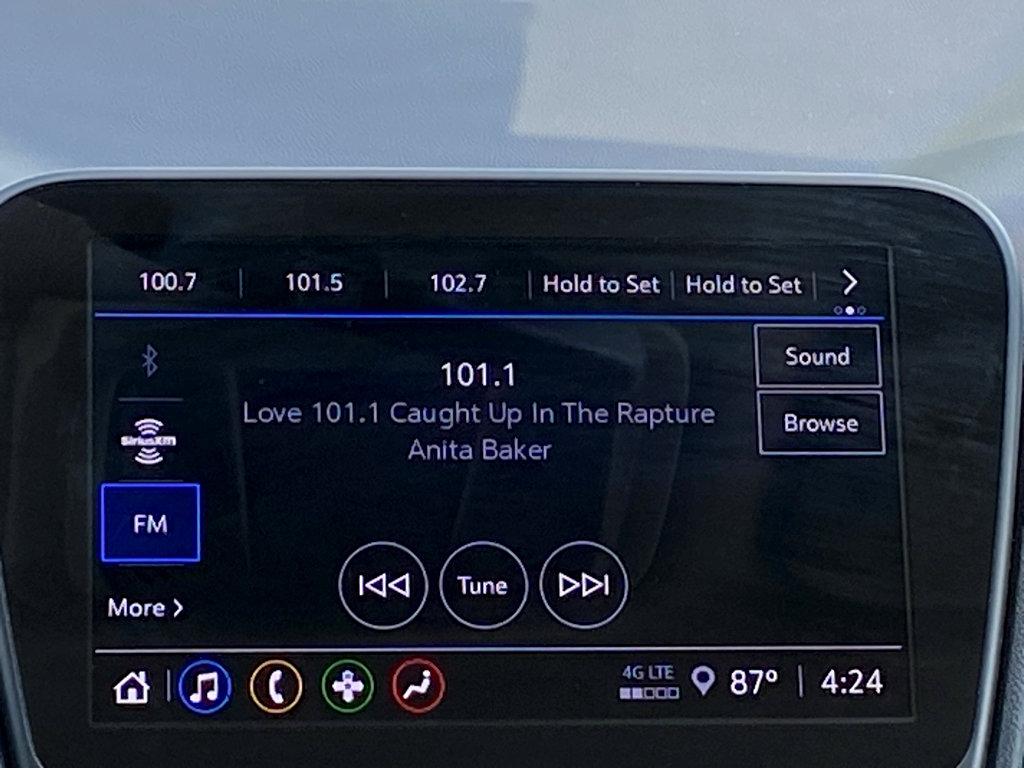 100.7 101.5 102.7 Hold to Set Hold to Set
Sound
101.1
Love 101.1 Caught Up In The Rapture
Browse
Anita Baker
SiriusXM
FM
Tune
More
4G LTE
87° 4:24